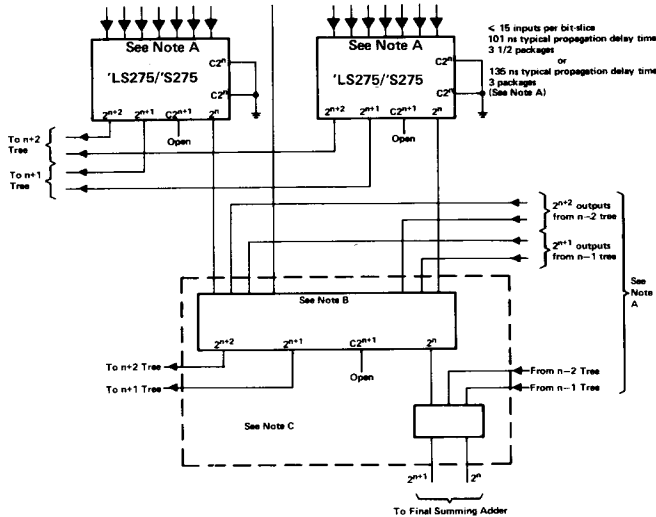 See Note A
'LS275/'S275
C2ⁿ
C2ⁿ
2ⁿ⁺²
2ⁿ⁺¹
C2ⁿ⁺¹
2ⁿ
Open
See Note A
'LS275/'S275
C2ⁿ
C2ⁿ
2ⁿ⁺²
2ⁿ⁺¹
C2ⁿ⁺¹
2ⁿ
Open
< 15 inputs per bit-slice
101 ns typical propagation delay time
3 1/2 packages
or
135 ns typical propagation delay time
3 packages
(See Note A)
To n+2
Tree
To n+1
Tree
2ⁿ⁺² outputs
from n−2 tree
2ⁿ⁺¹ outputs
from n−1 tree
See
Note
A
See Note B
2ⁿ⁺²
2ⁿ⁺¹
C2ⁿ⁺¹
2ⁿ
To n+2 Tree
To n+1 Tree
Open
From n−2 Tree
From n−1 Tree
See Note C
2ⁿ⁺¹
2ⁿ
To Final Summing Adder